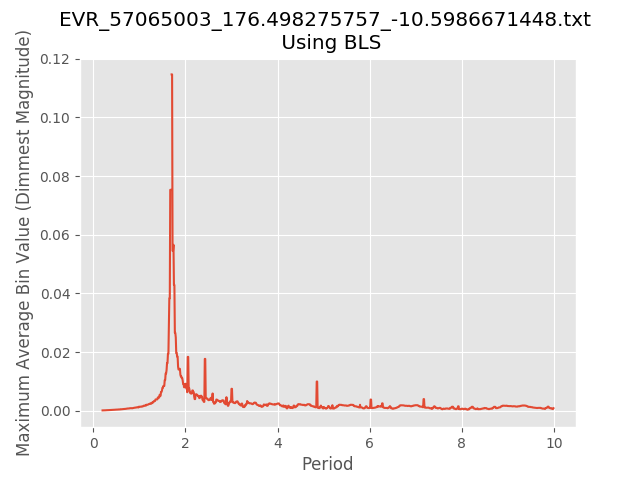 EVR_57065003_176.498275757_-10.5986671448.txt
Using BLS
Maximum Average Bin Value (Dimmest Magnitude)
0.12
0.10
0.08
0.06
0.04
0.02
0.00
0 2 4 6 8 10
Period